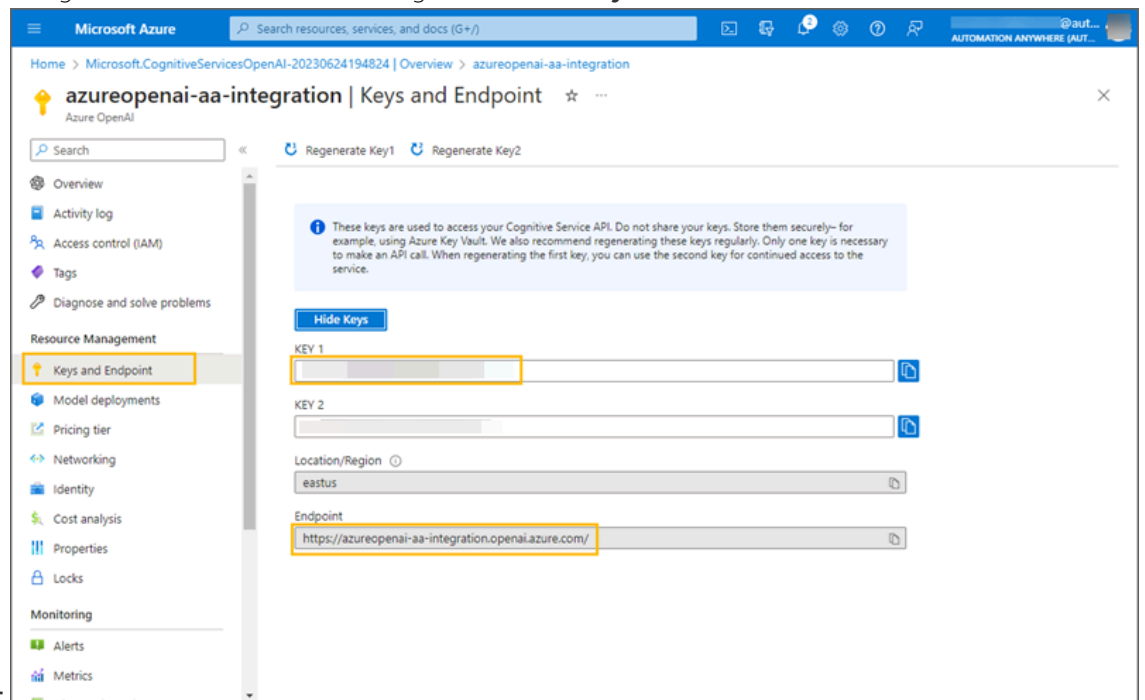 Microsoft Azure
Search resources, services, and docs (G+/)
2
@aut...
AUTOMATION ANYWHERE (AUT...
Home > Microsoft.CognitiveServicesOpenAI-20230624194824 | Overview > azureopenai-aa-integration
azureopenai-aa-integration | Keys and Endpoint
Azure OpenAI
Search
Regenerate Key1
Regenerate Key2
Overview
Activity log
Access control (IAM)
Tags
Diagnose and solve problems
Resource Management
Keys and Endpoint
Model deployments
Pricing tier
Networking
Identity
Cost analysis
Properties
Locks
Monitoring
Alerts
Metrics
These keys are used to access your Cognitive Service API. Do not share your keys. Store them securely– for
example, using Azure Key Vault. We also recommend regenerating these keys regularly. Only one key is necessary
to make an API call. When regenerating the first key, you can use the second key for continued access to the
service.
Hide Keys
KEY 1
KEY 2
Location/Region
eastus
Endpoint
https://azureopenai-aa-integration.openai.azure.com/